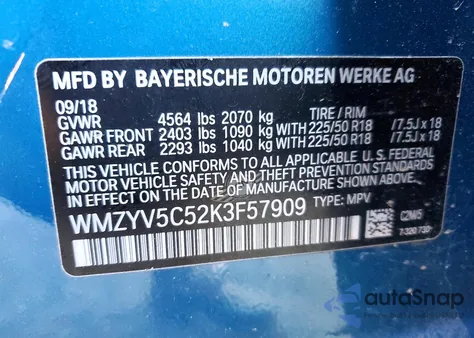 MFD BY BAYERISCHE MOTOREN WERKE AG
09/18
TIRE / RIM
GVWR 4564 lbs 2070 kg
GAWR FRONT 2403 lbs 1090 kg WITH 225/50 R18 /7.5J x 18
GAWR REAR 2293 lbs 1040 kg WITH 225/50 R18 /7.5J x 18
THIS VEHICLE CONFORMS TO ALL APPLICABLE
FEDERAL MOTOR VEHICLE SAFETY STANDARDS
IN EFFECT ON THE DATE OF MANUFACTURE SHOWN ABOVE.
WMZYV5C52K3F57909 TYPE: MPV
7 320 730
autoSnap